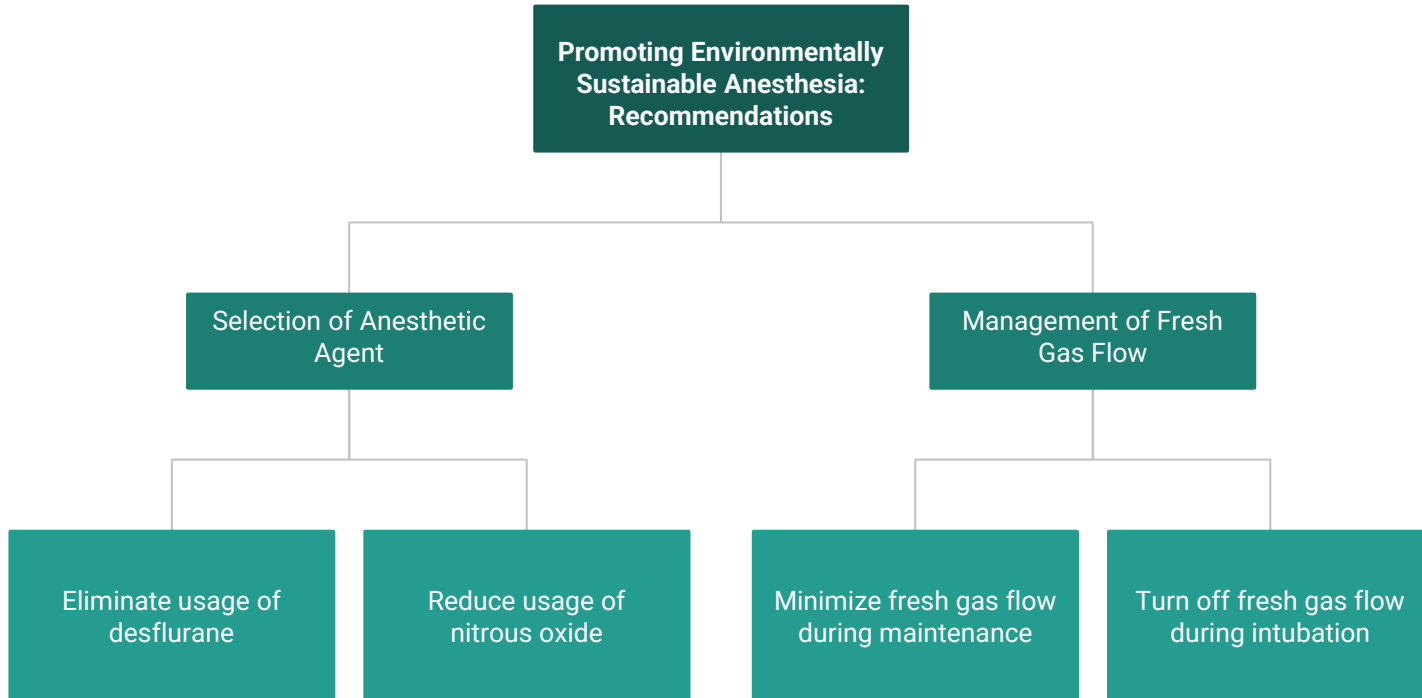 Promoting Environmentally
Sustainable Anesthesia:
Recommendations
Selection of Anesthetic
Agent
Management of Fresh
Gas Flow
Eliminate usage of
desflurane
Reduce usage of
nitrous oxide
Minimize fresh gas flow
during maintenance
Turn off fresh gas flow
during intubation